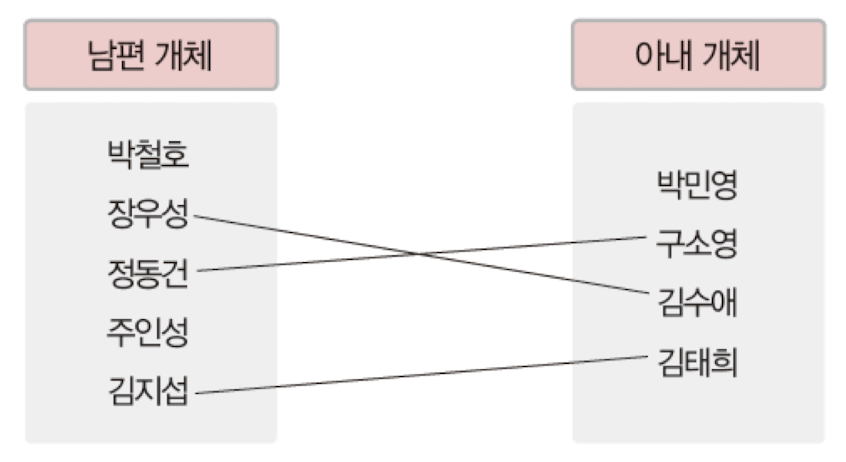 남편 개체
박철호
장우성
정동건
주인성
김지섭
아내 개체
박민영
구소영
김수애
김태희